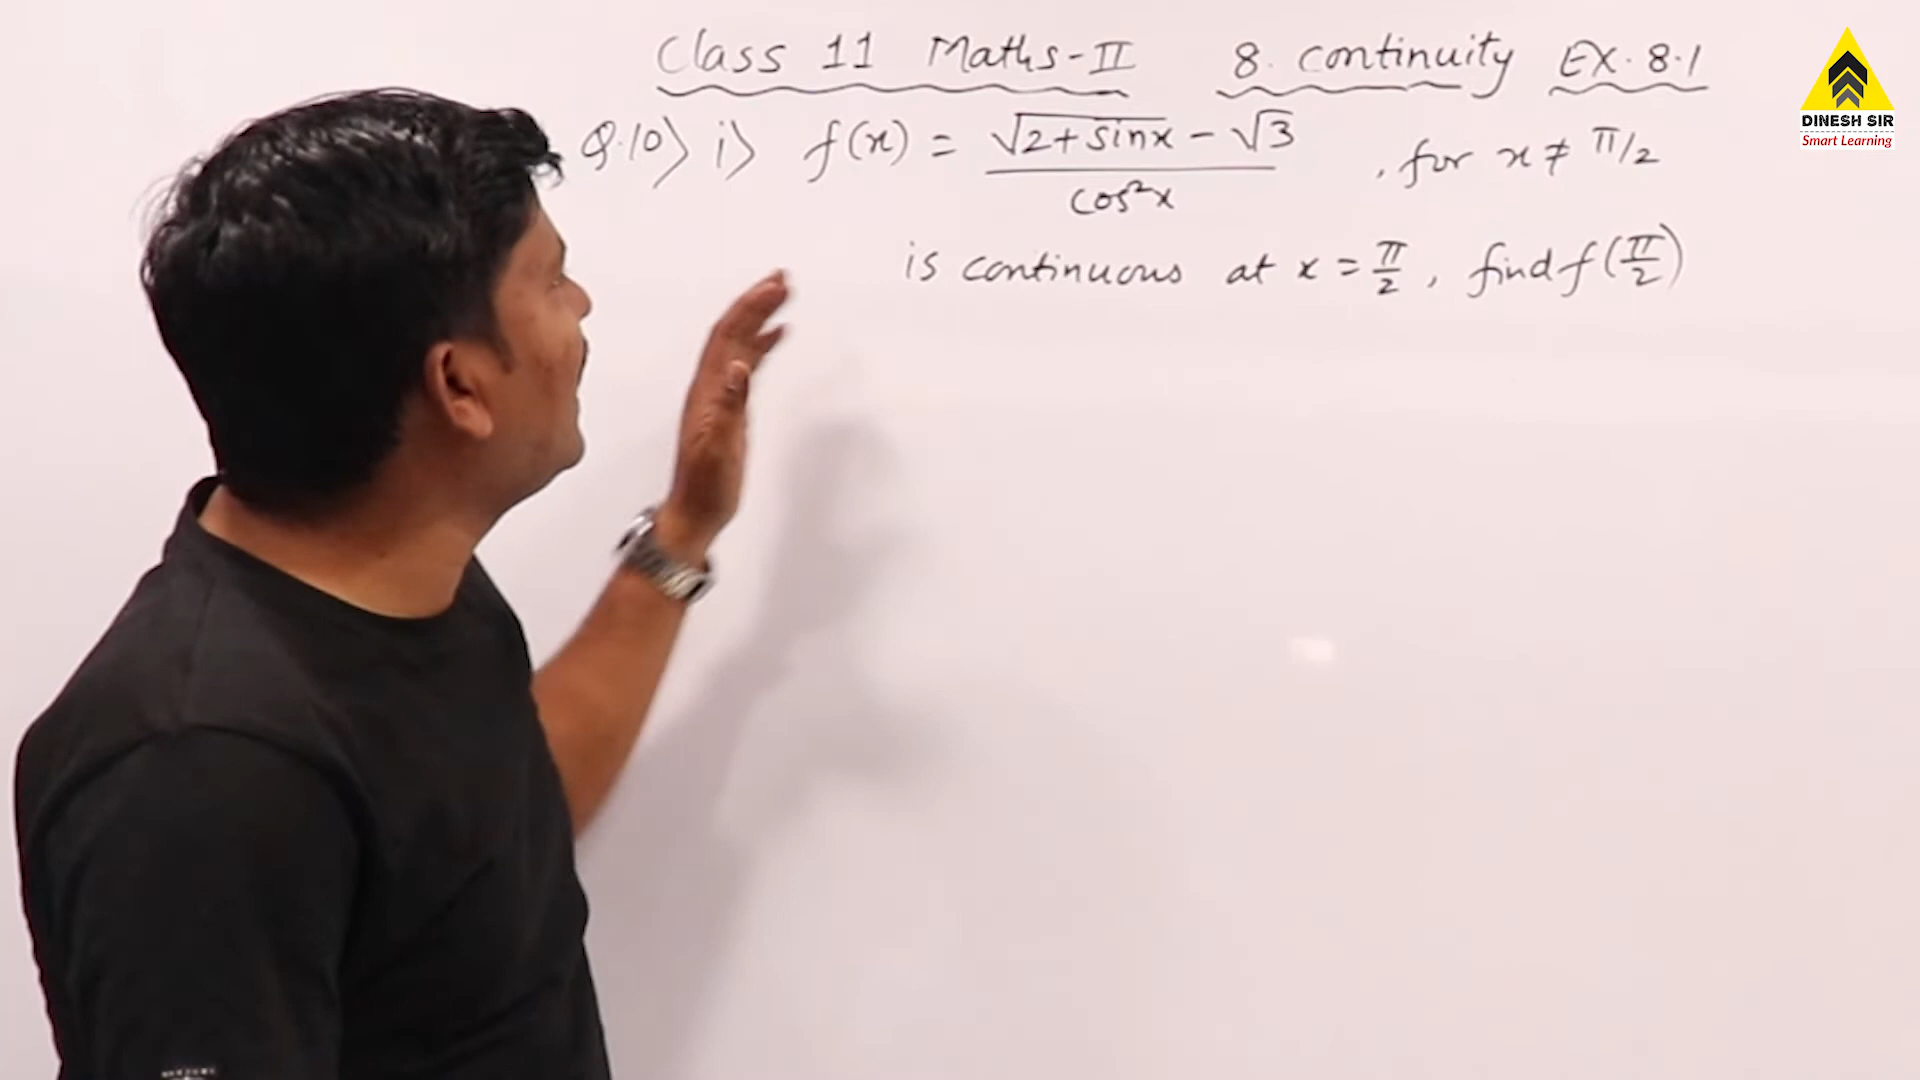 Class 11 Maths-II 8. continuity EX. 8.1
Q.10> i> f(x) = √2+sinx - √3 / cos²x , for x ≠ π/2
is continuous at x = π/2 , find f(π/2)
DINESH SIR
Smart Learning